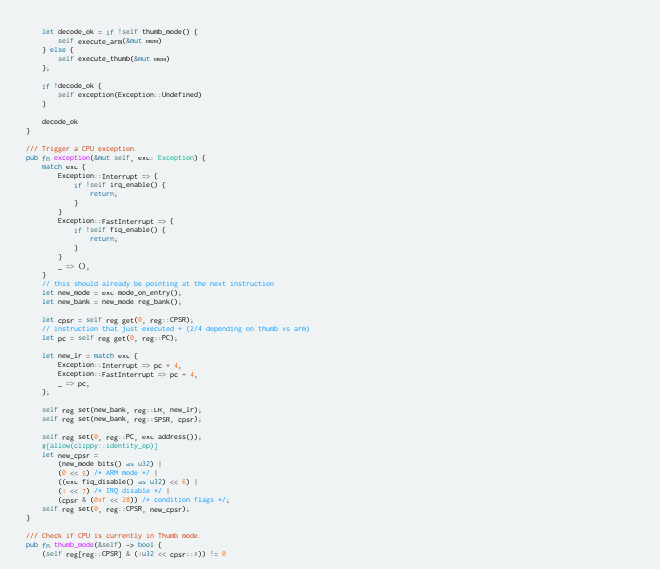 let decode_ok = if !self thumb_mode() {
self execute_arm(&mut mem)
} else {
self execute_thumb(&mut mem)
};
if !decode_ok {
self exception(Exception::Undefined)
}
decode_ok
}
/// Trigger a CPU exception.
pub fn exception(&mut self, exc: Exception) {
match exc {
Exception::Interrupt => {
if !self irq_enable() {
return;
}
}
Exception::FastInterrupt => {
if !self fiq_enable() {
return;
}
}
_ => (),
}
// this should already be pointing at the next instruction
let new_mode = exc mode_on_entry();
let new_bank = new_mode reg_bank();
let cpsr = self reg get(0, reg::CPSR);
// instruction that just executed + (2/4 depending on thumb vs arm)
let pc = self reg get(0, reg::PC);
let new_lr = match exc {
Exception::Interrupt => pc + 4,
Exception::FastInterrupt => pc + 4,
_ => pc,
};
self reg set(new_bank, reg::LR, new_lr);
self reg set(new_bank, reg::SPSR, cpsr);
self reg set(0, reg::PC, exc address());
#[allow(clippy::identity_op)]
let new_cpsr =
(new_mode bits() as u32) |
(0 << 5) /* ARM mode */ |
((exc fiq_disable() as u32) << 6) |
(1 << 7) /* IRQ disable */ |
(cpsr & (0xf << 28)) /* condition flags */;
self reg set(0, reg::CPSR, new_cpsr);
}
/// Check if CPU is currently in Thumb mode.
pub fn thumb_mode(&self) -> bool {
(self reg[reg::CPSR] & (1u32 << cpsr::T)) != 0